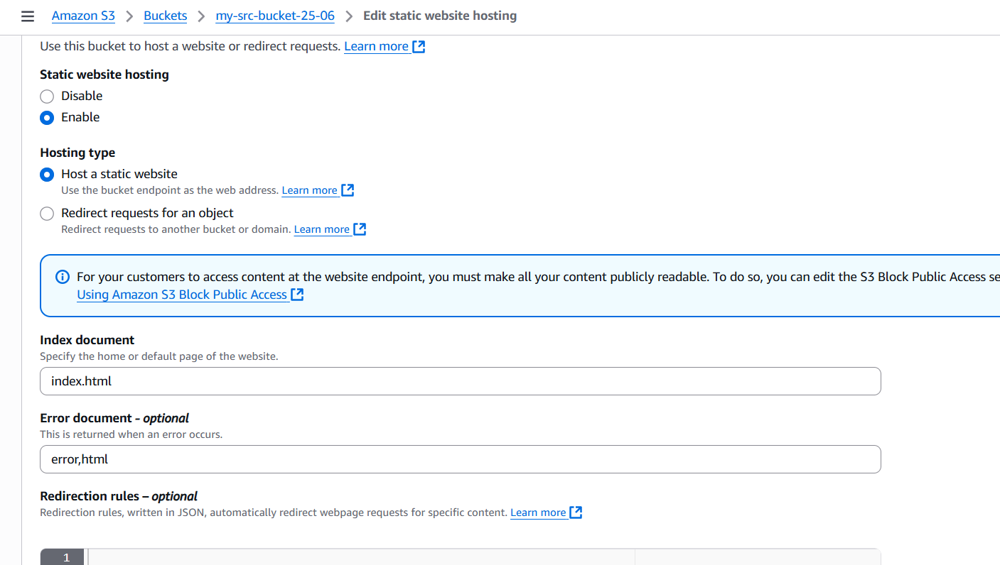 Amazon S3 > Buckets > my-src-bucket-25-06 > Edit static website hosting
Use this bucket to host a website or redirect requests. Learn more
Static website hosting
Disable
Enable
Hosting type
Host a static website
Use the bucket endpoint as the web address. Learn more
Redirect requests for an object
Redirect requests to another bucket or domain. Learn more
For your customers to access content at the website endpoint, you must make all your content publicly readable. To do so, you can edit the S3 Block Public Access se
Using Amazon S3 Block Public Access
Index document
Specify the home or default page of the website.
index.html
Error document - optional
This is returned when an error occurs.
error,html
Redirection rules – optional
Redirection rules, written in JSON, automatically redirect webpage requests for specific content. Learn more
1